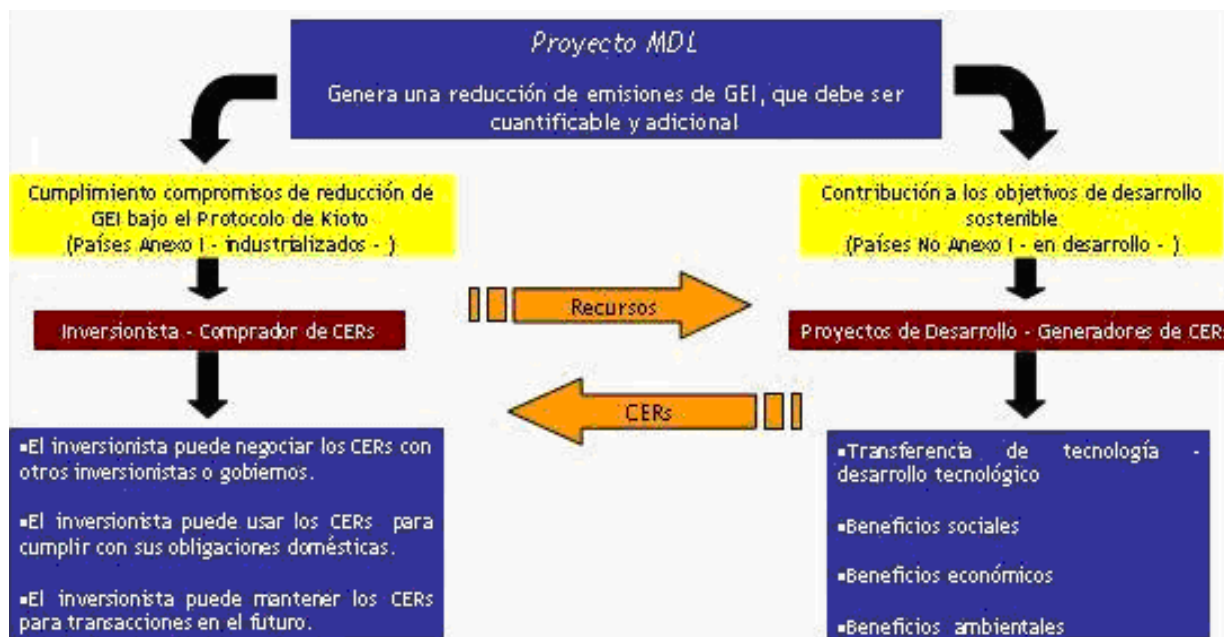 Proyecto MDL
Genera una reducción de emisiones de GEI, que debe ser
cuantificable y adicional
Cumplimiento compromisos de reducción de
GEI bajo el Protocolo de Kioto
(Países Anexo I - industrializados - )
Contribución a los objetivos de desarrollo
sostenible
(Países No Anexo I - en desarrollo - )
Recursos
Inversionista - Comprador de CERs
Proyectos de Desarrollo - Generadores de CERs
CERs
▪El inversionista puede negociar los CERs con
otros inversionistas o gobiernos.
▪El inversionista puede usar los CERs para
cumplir con sus obligaciones domésticas.
▪El inversionista puede mantener los CERs
para transacciones en el futuro.
▪Transferencia de tecnología -
desarrollo tecnológico
▪Beneficios sociales
▪Beneficios económicos
▪Beneficios ambientales